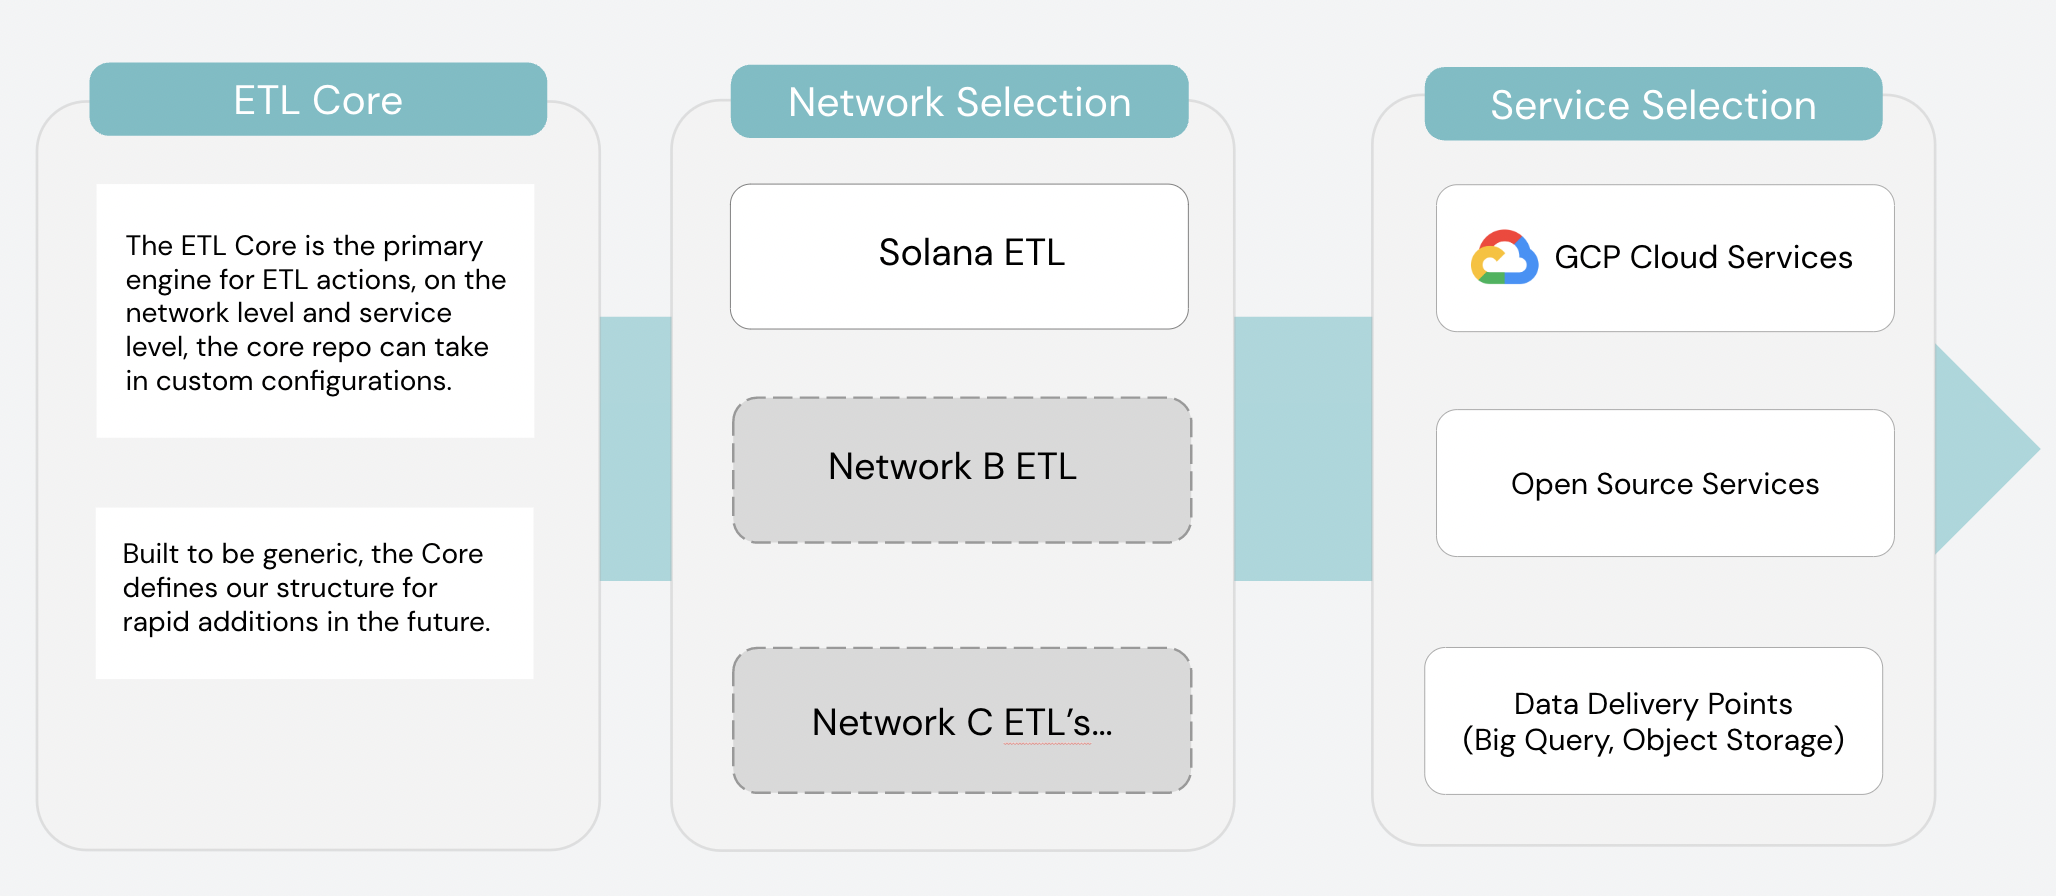 ETL Core
The ETL Core is the primary
engine for ETL actions, on the
network level and service
level, the core repo can take
in custom configurations.
Built to be generic, the Core
defines our structure for
rapid additions in the future.
Network Selection
Solana ETL
Network B ETL
Network C ETL’s...
Service Selection
GCP Cloud Services
Open Source Services
Data Delivery Points
(Big Query, Object Storage)